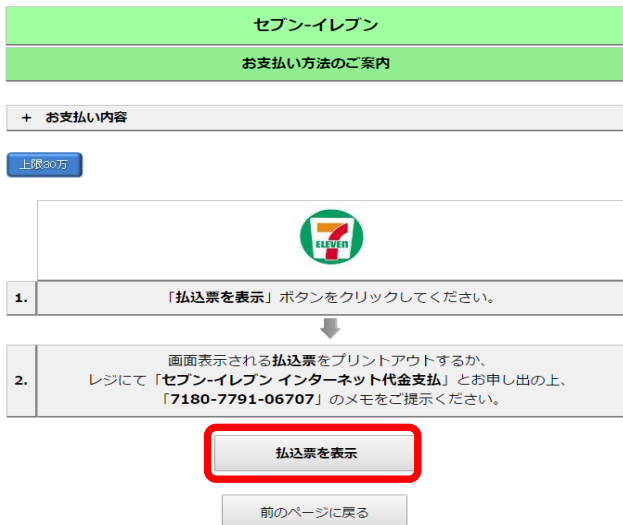 セブン-イレブン
お支払い方法のご案内
+ お支払い内容
上限30万
7
ELEVEN
1. 「払込票を表示」ボタンをクリックしてください。
2. 画面表示される払込票をプリントアウトするか、
レジにて「セブン-イレブン インターネット代金支払」とお申し出の上、
「7180-7791-06707」のメモをご提示ください。
払込票を表示
前のページに戻る